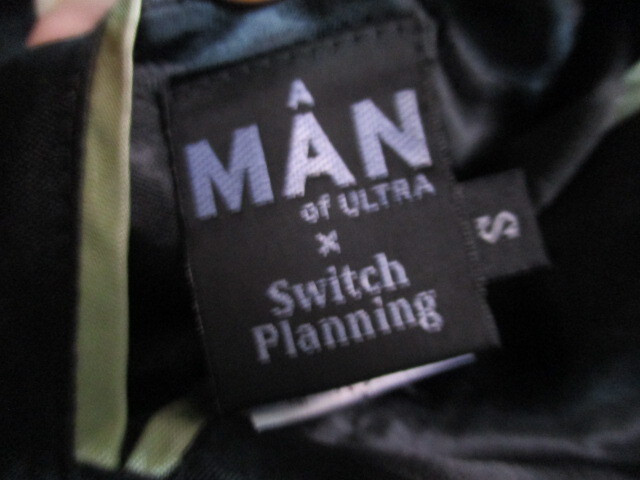 A
MAN
of ULTRA
×
Switch
Planning
S